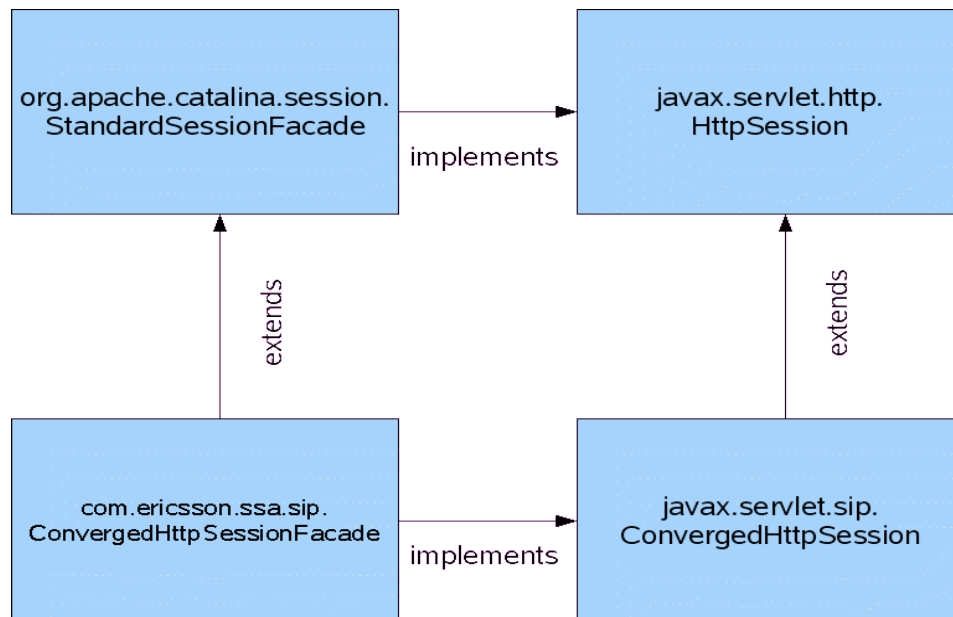 org.apache.catalina.session.
StandardSessionFacade
implements
javax.servlet.http.
HttpSession
extends
extends
com.ericsson.ssa.sip.
ConvergedHttpSessionFacade
implements
javax.servlet.sip.
ConvergedHttpSession